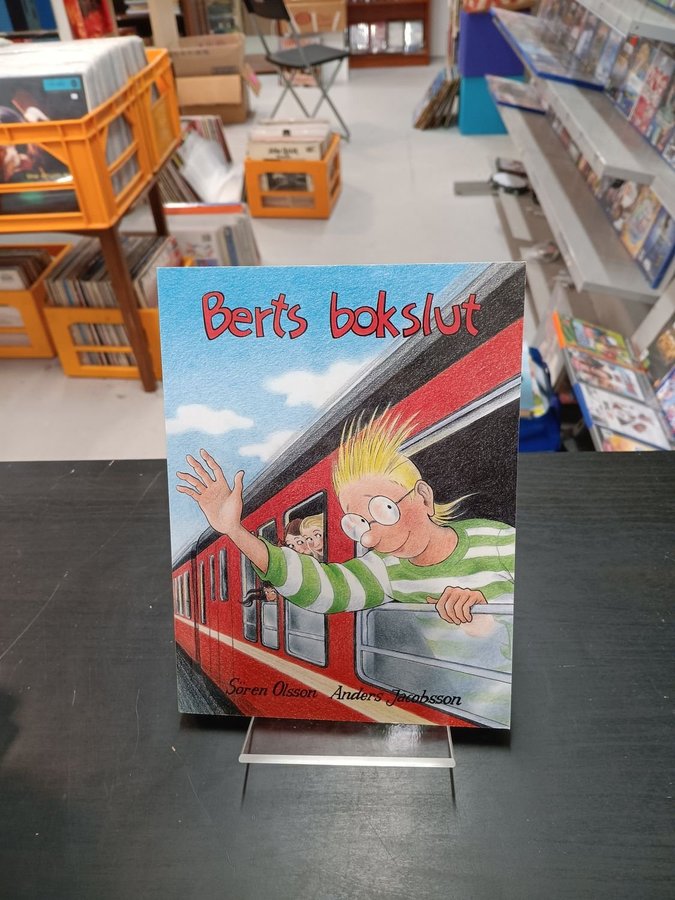 Berts bokslut
Sören Olsson Anders Jacobsson